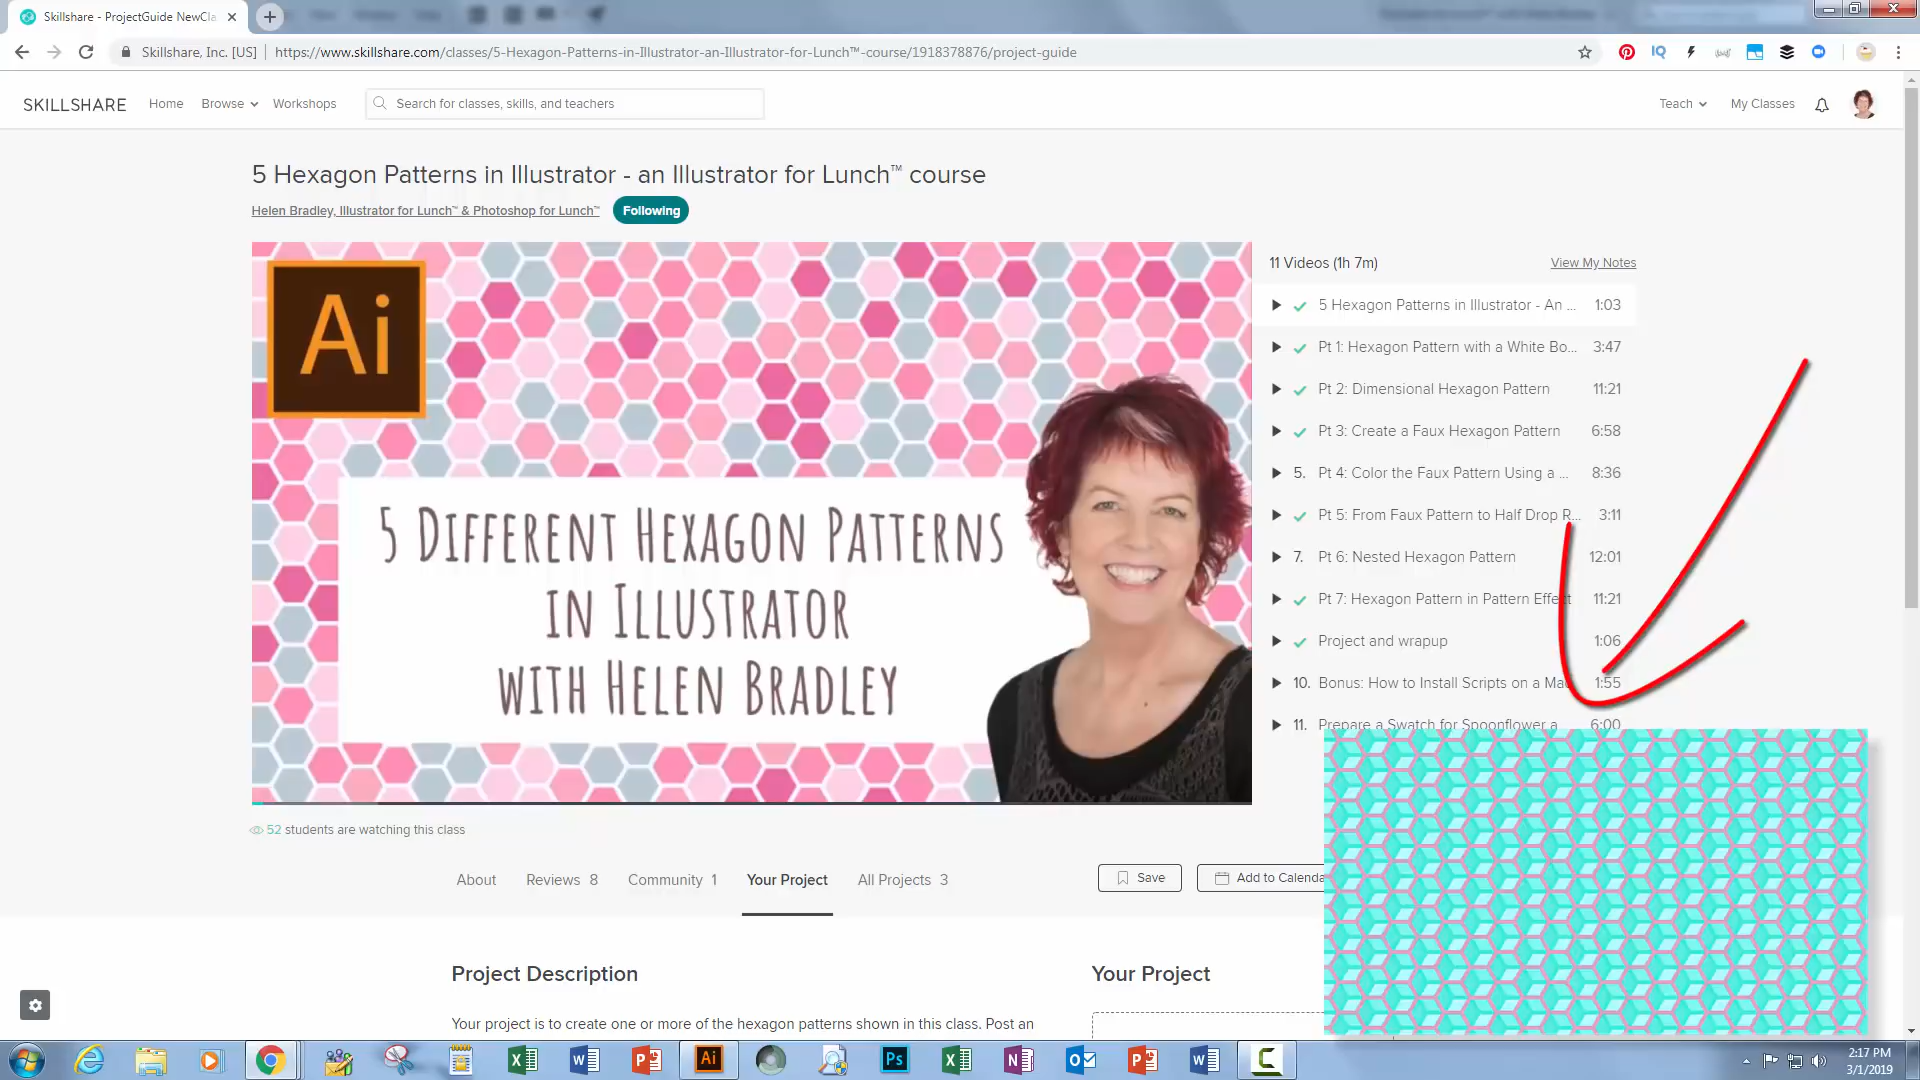 Skillshare - ProjectGuide NewCla
Skillshare, Inc. [US]
https://www.skillshare.com/classes/5-Hexagon-Patterns-in-Illustrator-an-Illustrator-for-Lunch™-course/1918378876/project-guide
SKILLSHARE
Home
Browse
Workshops
Search for classes, skills, and teachers
Teach
My Classes
5 Hexagon Patterns in Illustrator - an Illustrator for Lunch™ course
Helen Bradley, Illustrator for Lunch™ & Photoshop for Lunch™
Following
Ai
5 DIFFERENT HEXAGON PATTERNS
IN ILLUSTRATOR
WITH HELEN BRADLEY
11 Videos (1h 7m)
View My Notes
5 Hexagon Patterns in Illustrator - An ... 1:03
Pt 1: Hexagon Pattern with a White Bo... 3:47
Pt 2: Dimensional Hexagon Pattern 11:21
Pt 3: Create a Faux Hexagon Pattern 6:58
5. Pt 4: Color the Faux Pattern Using a ... 8:36
Pt 5: From Faux Pattern to Half Drop R... 3:11
7. Pt 6: Nested Hexagon Pattern 12:01
Pt 7: Hexagon Pattern in Pattern Effect 11:21
Project and wrapup 1:06
10. Bonus: How to Install Scripts on a Mac 1:55
11. Prepare a Swatch for Spoonflower a 6:00
52 students are watching this class
About
Reviews 8
Community 1
Your Project
All Projects 3
Save
Add to Calenda
Project Description
Your Project
Your project is to create one or more of the hexagon patterns shown in this class. Post an
2:17 PM
3/1/2019